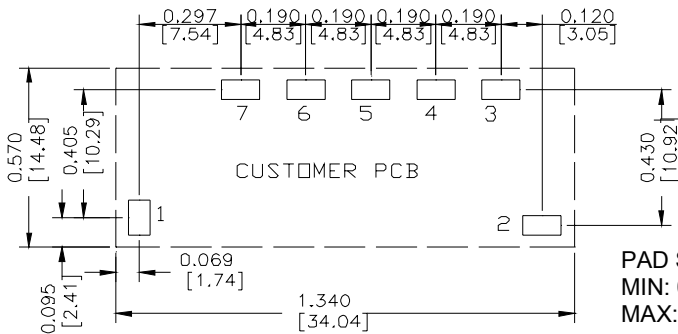 0.297 0.190 0.190 0.190 0.190 0.120
[7.54] [4.83] [4.83] [4.83] [4.83] [3.05]
7 6 5 4 3
0.570
[14.48]
0.405
[10.29]
0.430
[10.92]
CUSTOMER PCB
1
2
0.069
[1.74]
0.095
[2.41]
1.340
[34.04]
PAD
MIN:
MAX: